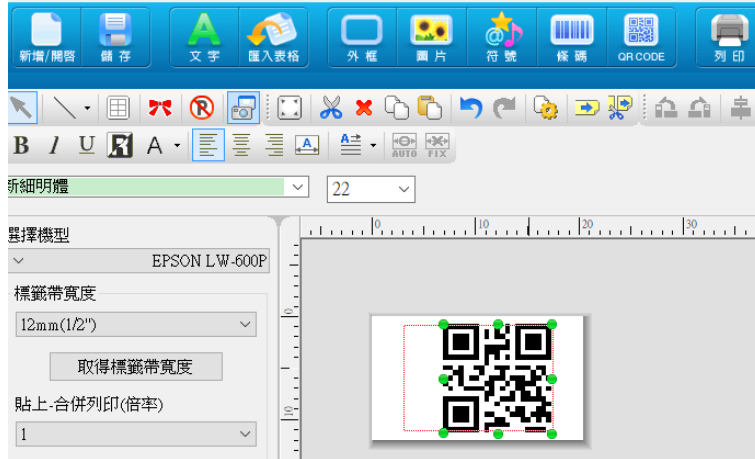 新增/開啓 儲存 文字 匯入表格 外框 圖片 符號 條碼 QR CODE 列印
B I U A A A AUTO FIX
新細明體 22
選擇機型
EPSON LW-600P
標籤帶寬度
12mm(1/2")
取得標籤帶寬度
貼上-合併列印(倍率)
1
0 10 20 30
0
10